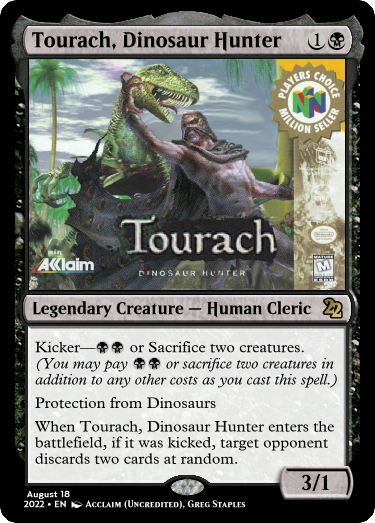 Tourach, Dinosaur Hunter 1
PLAYERS CHOICE
MILLION SELLER
Tourach
DINOSAUR HUNTER
AKklaim
MATURE
M
Legendary Creature — Human Cleric 22
Kicker— or Sacrifice two creatures.
(You may pay or sacrifice two creatures in
addition to any other costs as you cast this spell.)
Protection from Dinosaurs
When Tourach, Dinosaur Hunter enters the
battlefield, if it was kicked, target opponent
discards two cards at random.
3/1
August 18
2022 • EN Acclaim (Uncredited), Greg Staples